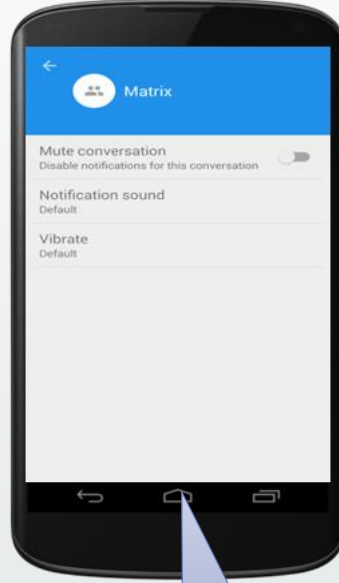 Matrix
Mute conversation
Disable notifications for this conversation
Notification sound
Default
Vibrate
Default